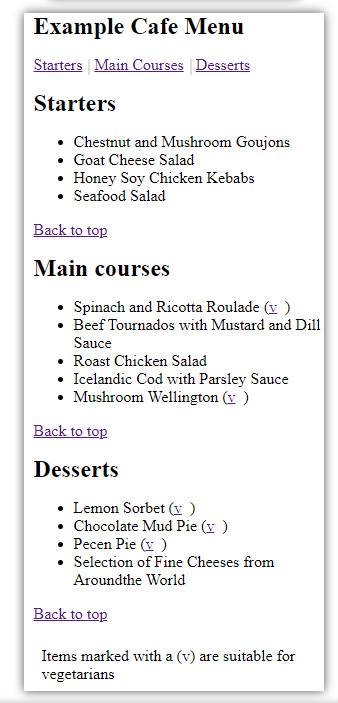 Example Cafe Menu
Starters | Main Courses | Desserts
Starters
• Chestnut and Mushroom Goujons
• Goat Cheese Salad
• Honey Soy Chicken Kebabs
• Seafood Salad
Back to top
Main courses
• Spinach and Ricotta Roulade (v )
• Beef Tournados with Mustard and Dill
Sauce
• Roast Chicken Salad
• Icelandic Cod with Parsley Sauce
• Mushroom Wellington (v )
Back to top
Desserts
• Lemon Sorbet (v )
• Chocolate Mud Pie (v )
• Pecen Pie (v )
• Selection of Fine Cheeses from
Aroundthe World
Back to top
Items marked with a (v) are suitable for
vegetarians